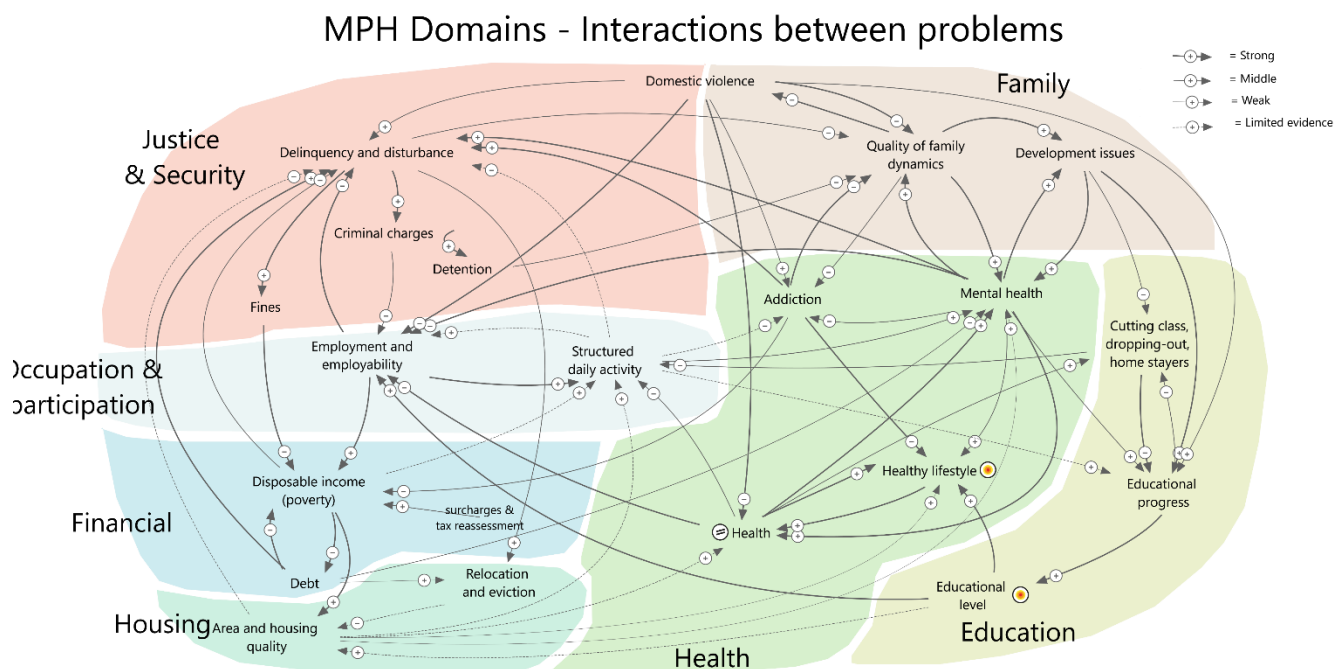 MPH Domains - Interactions between problems
= Strong
= Middle
= Weak
= Limited evidence
Domestic violence
Family
Justice
& Security
Delinquency and disturbance
Quality of family
dynamics
Development issues
Criminal charges
Detention
Fines
Addiction
Mental health
Cutting class,
dropping-out,
home stayers
Employment and
employability
Structured
daily activity
Occupation &
participation
Disposable income
(poverty)
Healthy lifestyle
Educational
progress
surcharges &
tax reassessment
Financial
Health
Debt
Relocation
and eviction
Educational
level
Housing
Area and housing
quality
Education
Health